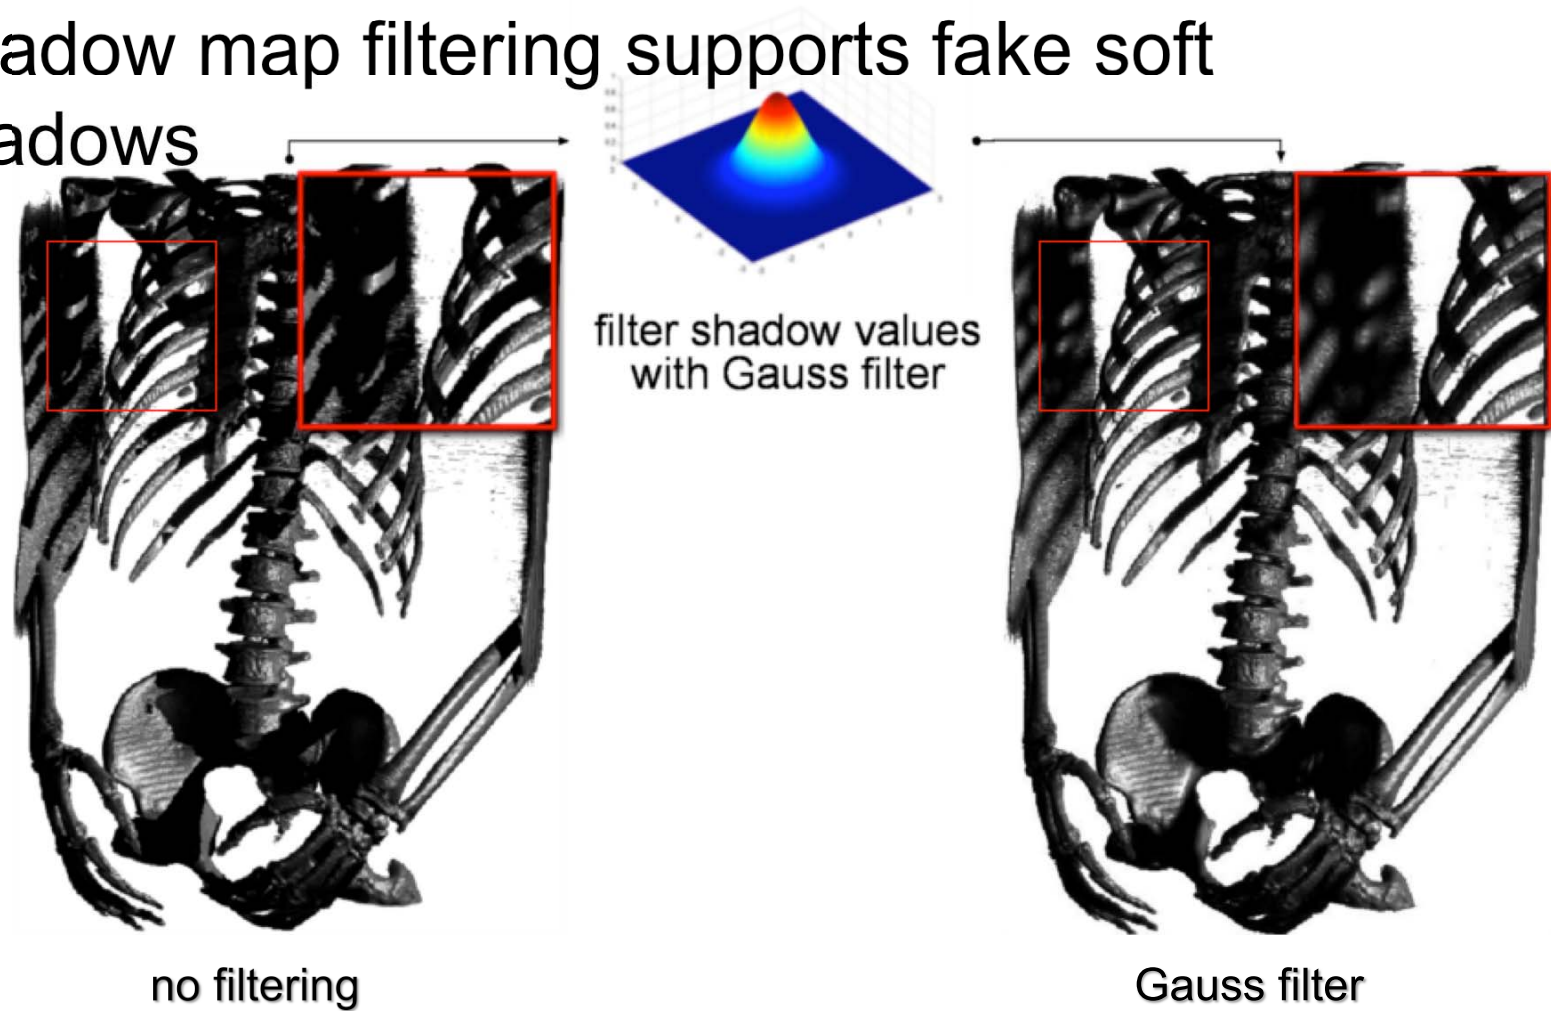 adow map filtering supports fake soft
adows
filter shadow values
with Gauss filter
no filtering
Gauss filter